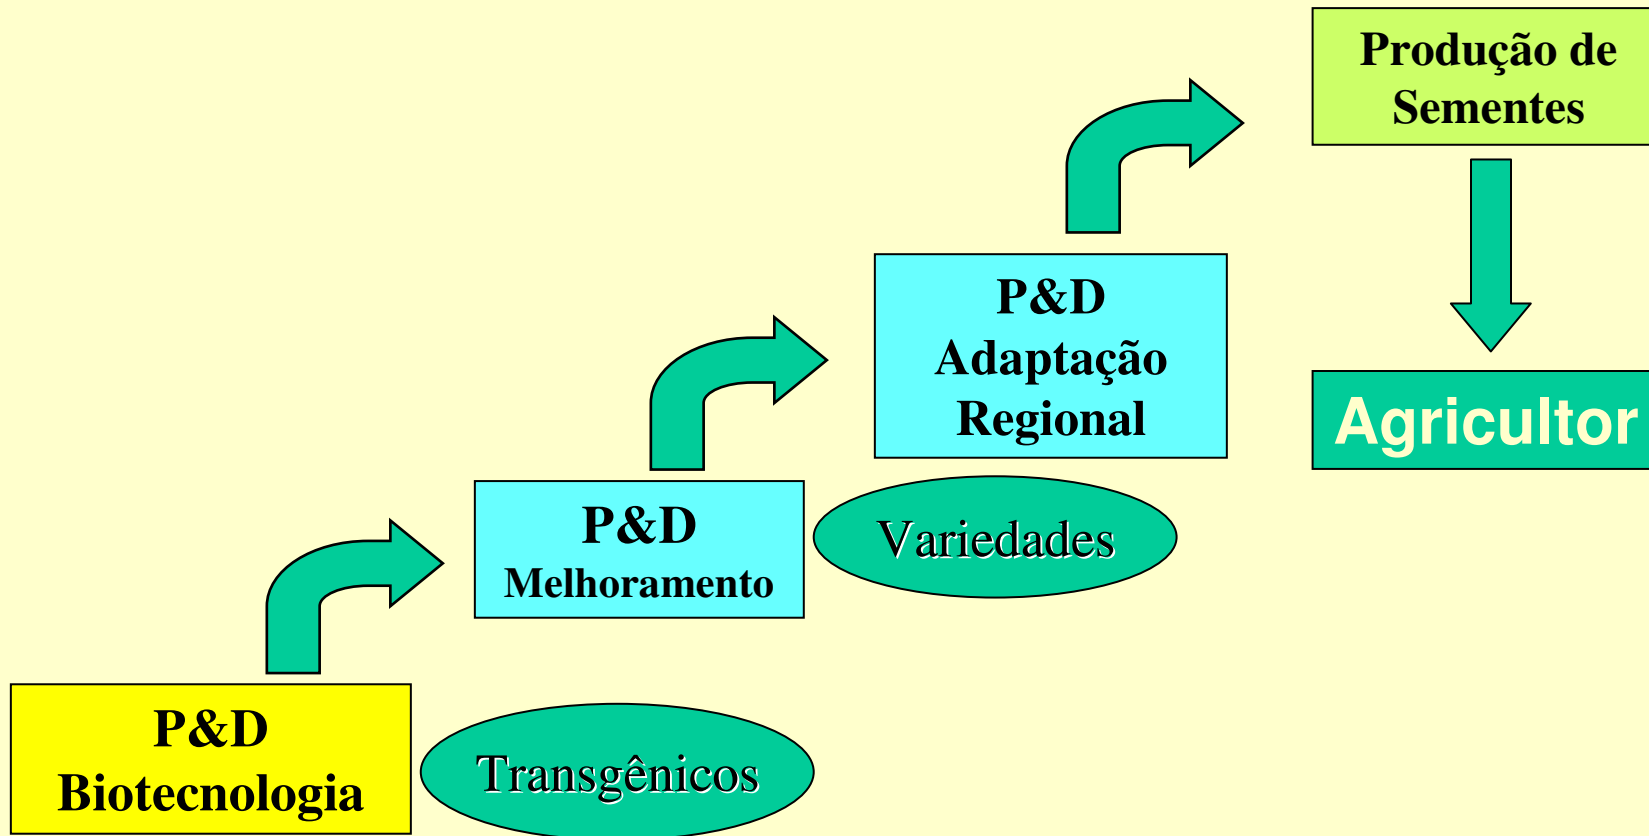 Produção de
Sementes
P&D
Adaptação
Regional
Agricultor
P&D
Melhoramento
Variedades
P&D
Biotecnologia
Transgênicos